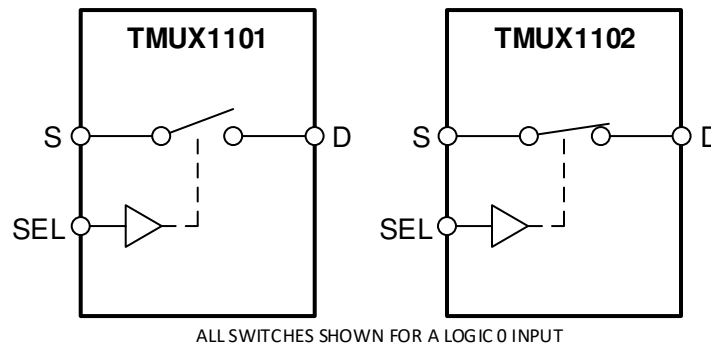 TMUX1101
S
D
SEL
TMUX1102
S
D
SEL
ALL SWITCHES SHOWN FOR A LOGIC 0 INPUT